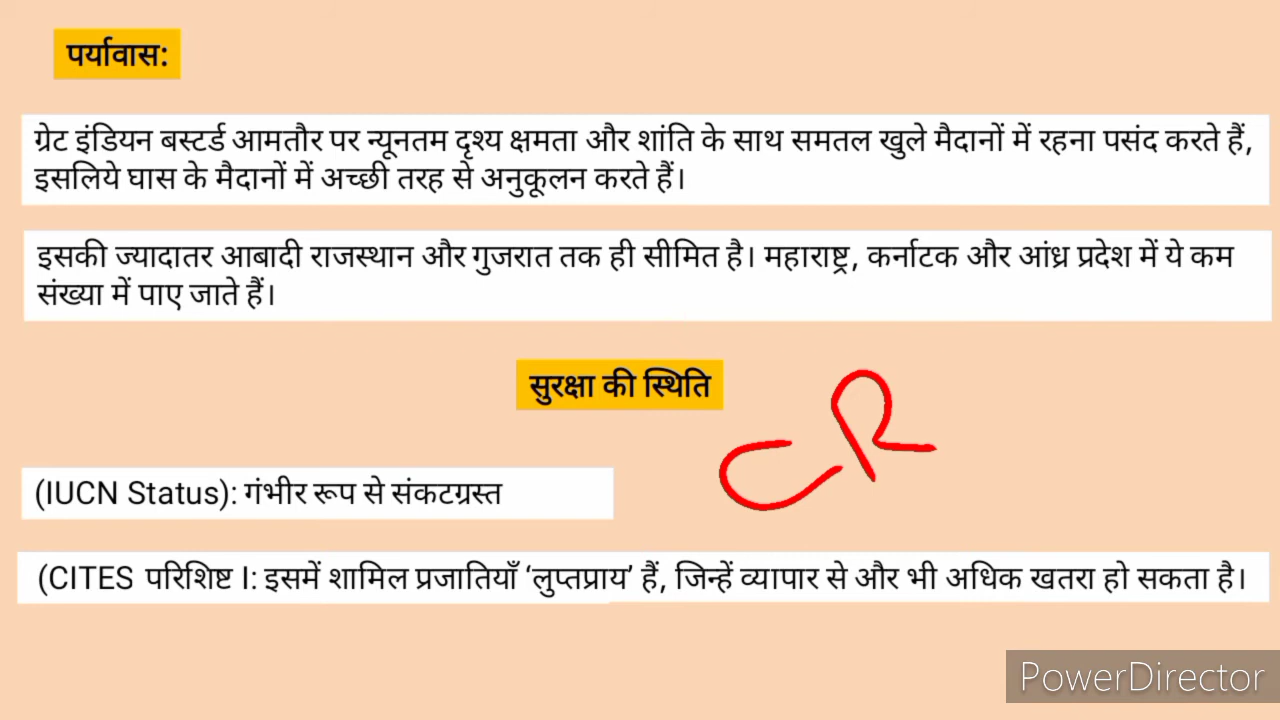 पर्यावास:
ग्रेट इंडियन बस्टर्ड आमतौर पर न्यूनतम दृश्य क्षमता और शांति के साथ समतल खुले मैदानों में रहना पसंद करते हैं,
इसलिये घास के मैदानों में अच्छी तरह से अनुकूलन करते हैं।
इसकी ज्यादातर आबादी राजस्थान और गुजरात तक ही सीमित है। महाराष्ट्र, कर्नाटक और आंध्र प्रदेश में ये कम
संख्या में पाए जाते हैं।
सुरक्षा की स्थिति
CR
(IUCN Status): गंभीर रूप से संकटग्रस्त
(CITES परिशिष्ट I: इसमें शामिल प्रजातियाँ ‘लुप्तप्राय’ हैं, जिन्हें व्यापार से और भी अधिक खतरा हो सकता है।
PowerDirector